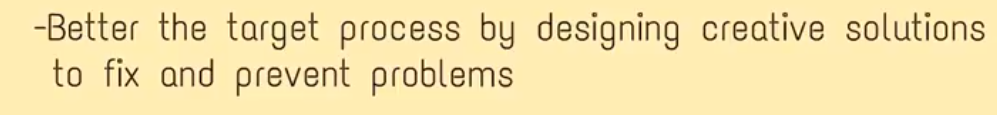 -Better the target process by designing creative solutions
to fix and prevent problems